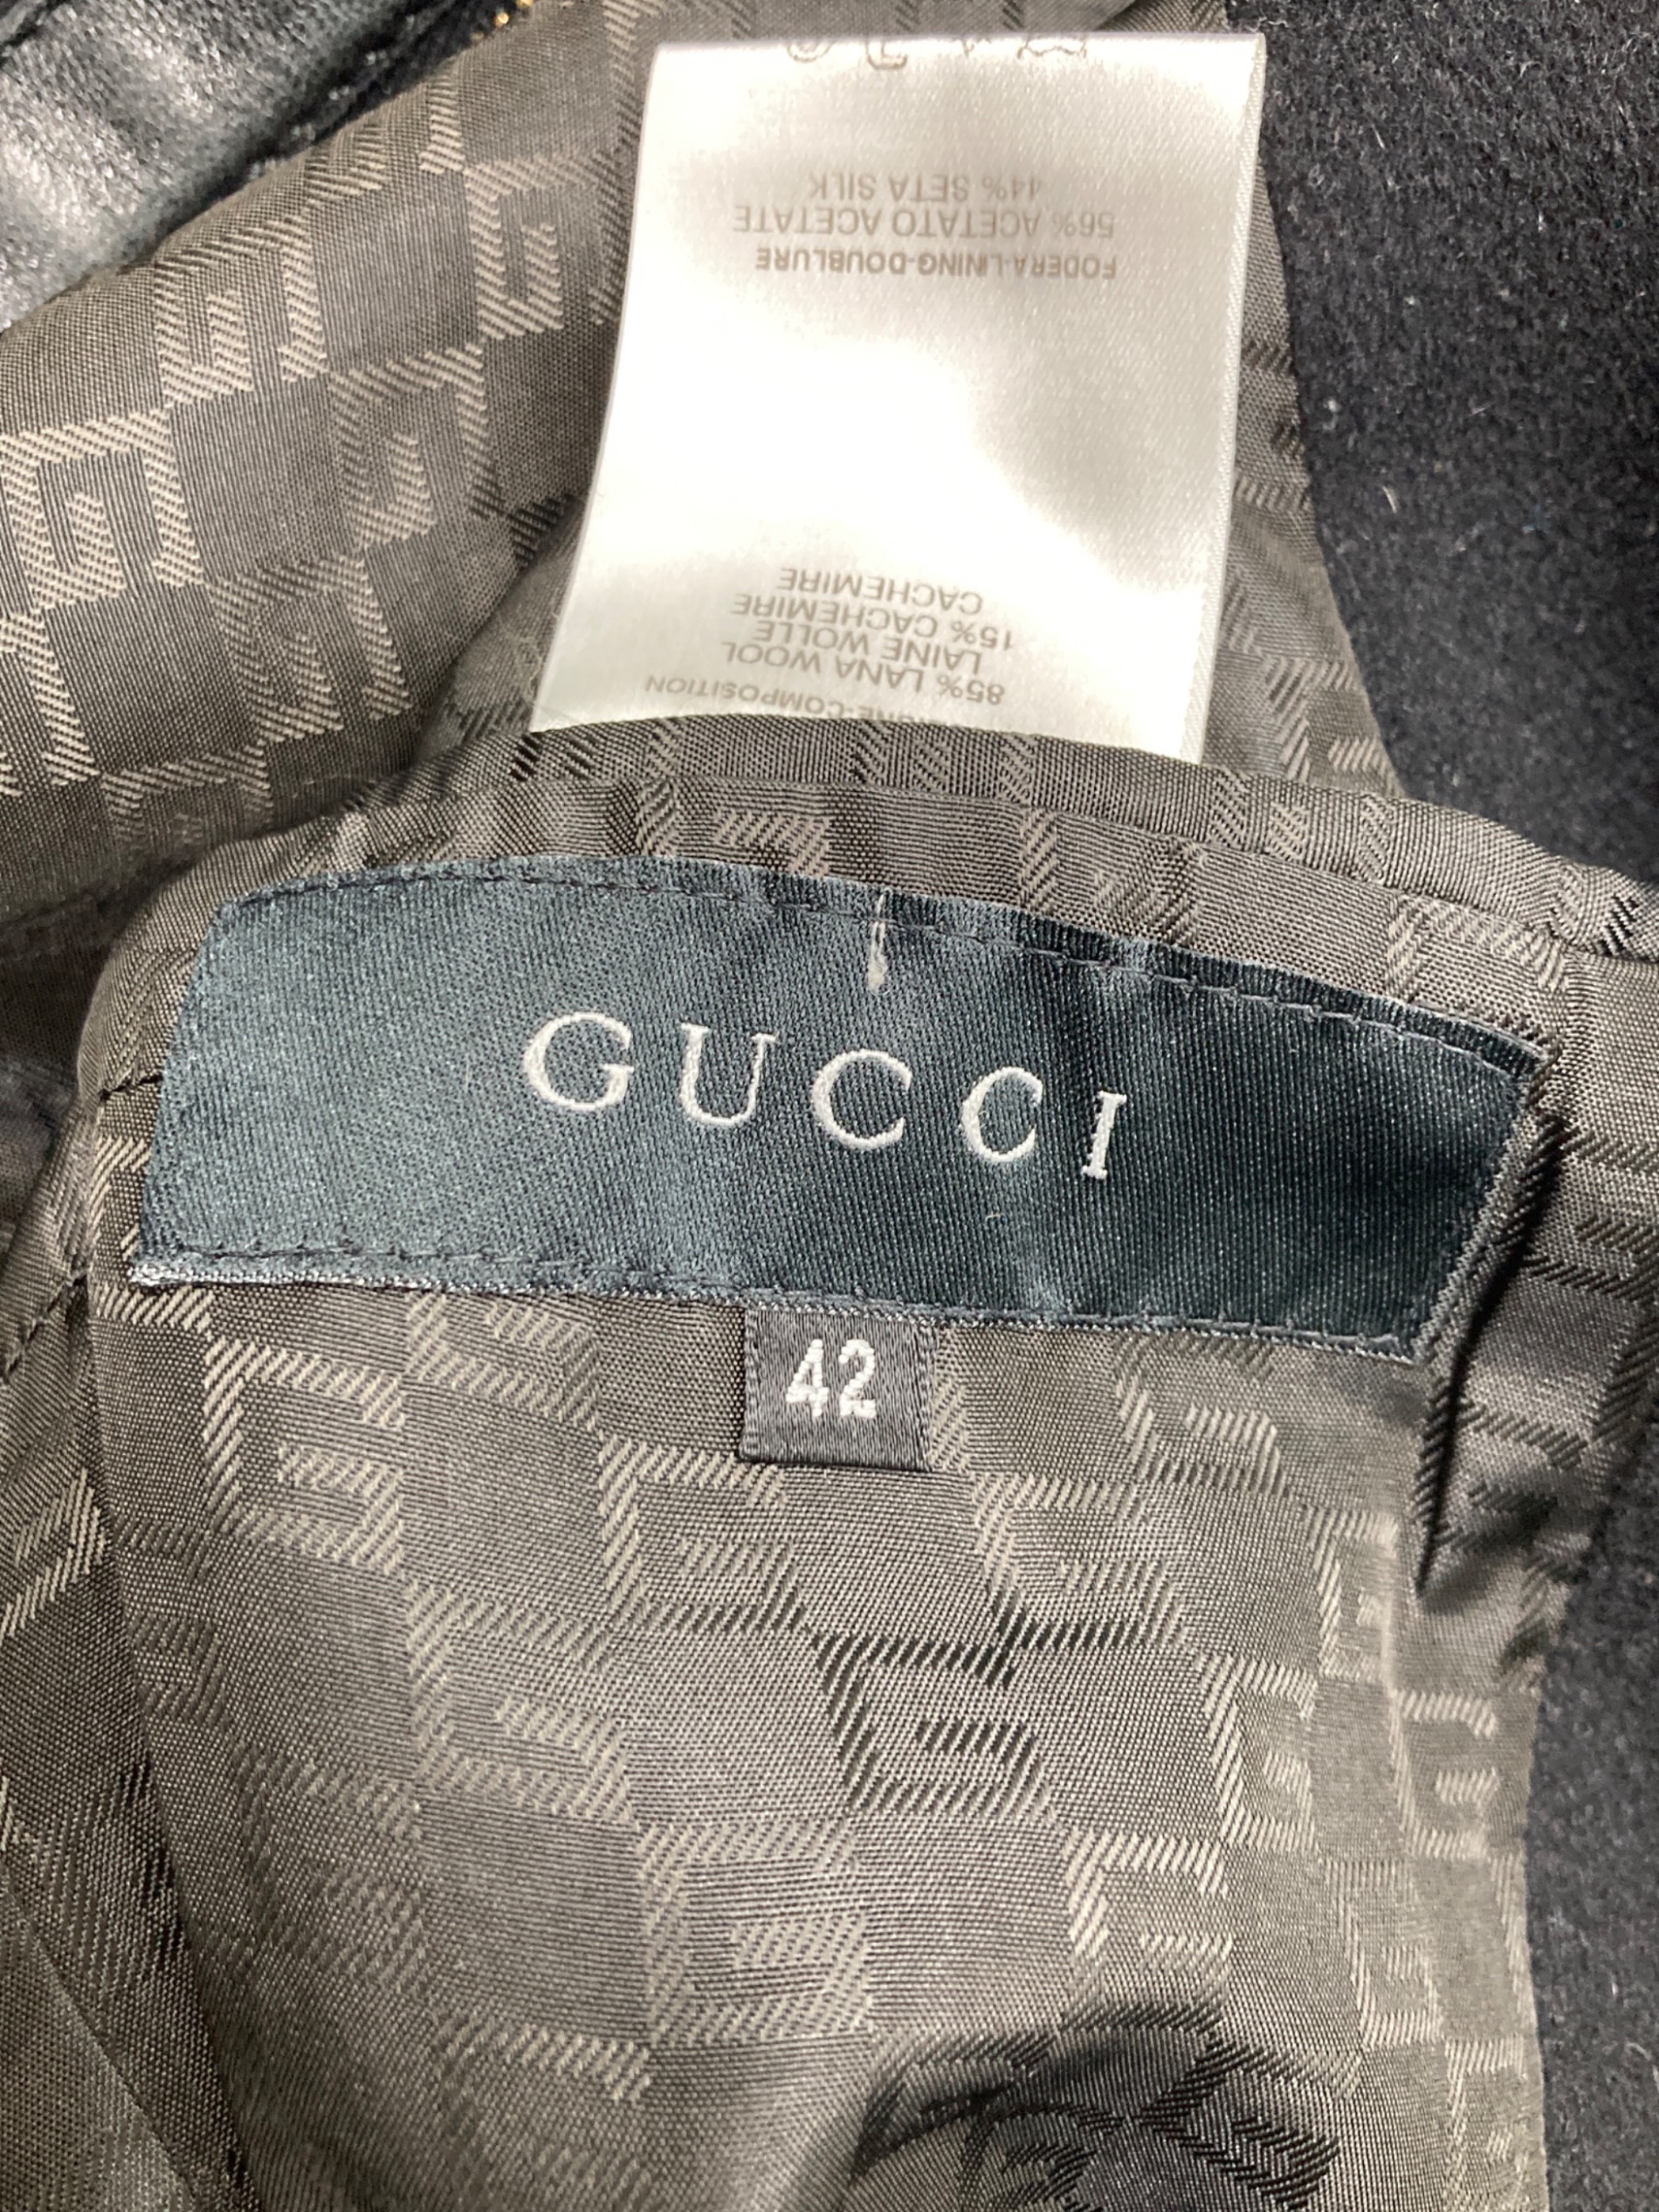 GUCCI
42
COMPOSITION
85% LANA WOOL
LAINE WOLLE
15% CACHEMIRE
CACHEMIRE
FODERA-LINING-DOUBLURE
56% ACETATO ACETATE
44% SETA SILK